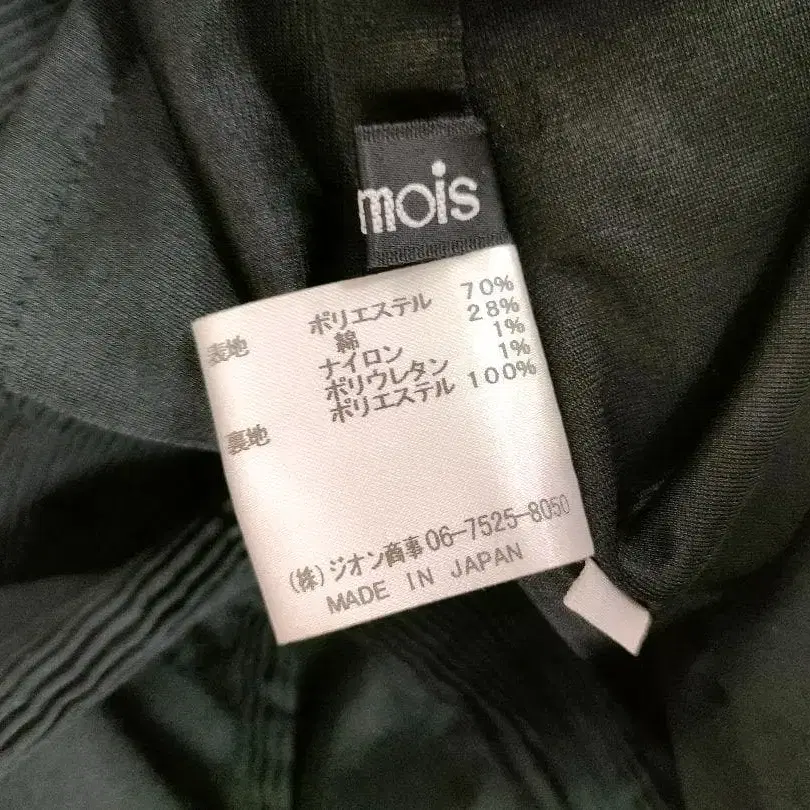 mois
表地 ポリエステル 70%
綿 28%
ナイロン 1%
ポリウレタン 1%
裏地 ポリエステル 100%
(株)ジオン商事 06-7525-8050
MADE IN JAPAN